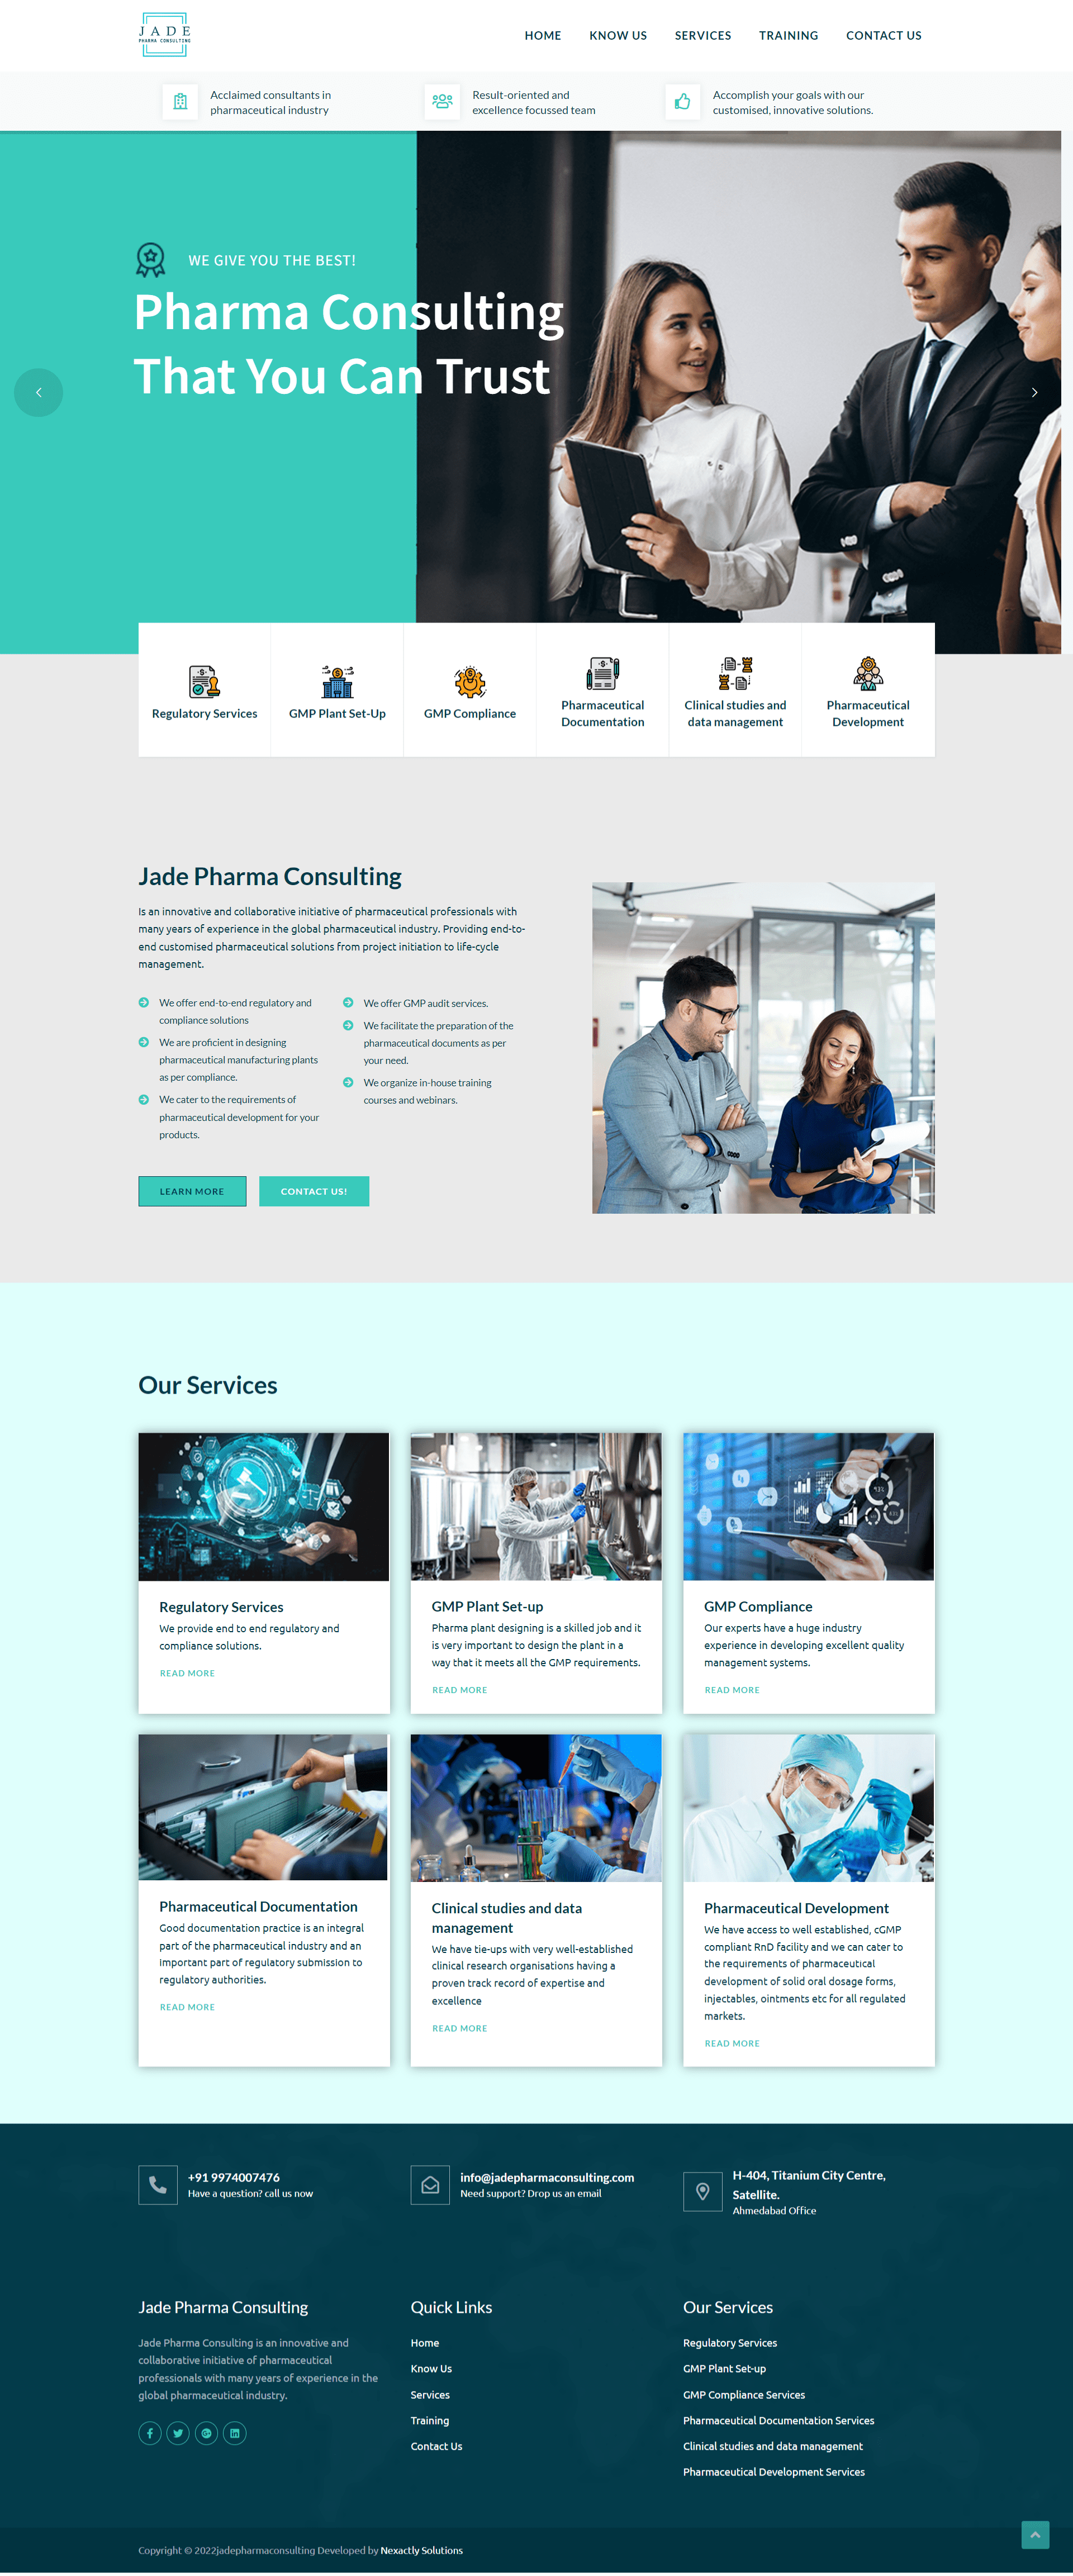 JADE
PHARMA CONSULTING
HOME
KNOW US
SERVICES
TRAINING
CONTACT US
Acclaimed consultants in
pharmaceutical industry
Result-oriented and
excellence focussed team
Accomplish your goals with our
customised, innovative solutions.
WE GIVE YOU THE BEST!
Pharma Consulting
That You Can Trust
Regulatory Services
GMP Plant Set-Up
GMP Compliance
Pharmaceutical
Documentation
Clinical studies and
data management
Pharmaceutical
Development
Jade Pharma Consulting
Is an innovative and collaborative initiative of pharmaceutical professionals with
many years of experience in the global pharmaceutical industry. Providing end-to-
end customised pharmaceutical solutions from project initiation to life-cycle
management.
We offer end-to-end regulatory and
compliance solutions
We are proficient in designing
pharmaceutical manufacturing plants
as per compliance.
We cater to the requirements of
pharmaceutical development for your
products.
We offer GMP audit services.
We facilitate the preparation of the
pharmaceutical documents as per
your need.
We organize in-house training
courses and webinars.
LEARN MORE
CONTACT US!
Our Services
Regulatory Services
We provide end to end regulatory and
compliance solutions.
READ MORE
GMP Plant Set-up
Pharma plant designing is a skilled job and it
is very important to design the plant in a
way that it meets all the GMP requirements.
READ MORE
GMP Compliance
Our experts have a huge industry
experience in developing excellent quality
management systems.
READ MORE
Pharmaceutical Documentation
Good documentation practice is an integral
part of the pharmaceutical industry and an
important part of regulatory submission to
regulatory authorities.
READ MORE
Clinical studies and data
management
We have tie-ups with very well-established
clinical research organisations having a
proven track record of expertise and
excellence
READ MORE
Pharmaceutical Development
We have access to well established, cGMP
compliant RnD facility and we can cater to
the requirements of pharmaceutical
development of solid oral dosage forms,
injectables, ointments etc for all regulated
markets.
READ MORE
+91 9974007476
Have a question? call us now
info@jadepharmaconsulting.com
Need support? Drop us an email
H-404, Titanium City Centre,
Satellite.
Ahmedabad Office
Jade Pharma Consulting
Jade Pharma Consulting is an innovative and
collaborative initiative of pharmaceutical
professionals with many years of experience in the
global pharmaceutical industry.
Quick Links
Home
Know Us
Services
Training
Contact Us
Our Services
Regulatory Services
GMP Plant Set-up
GMP Compliance Services
Pharmaceutical Documentation Services
Clinical studies and data management
Pharmaceutical Development Services
Copyright © 2022jadepharmaconsulting Developed by Nexactly Solutions